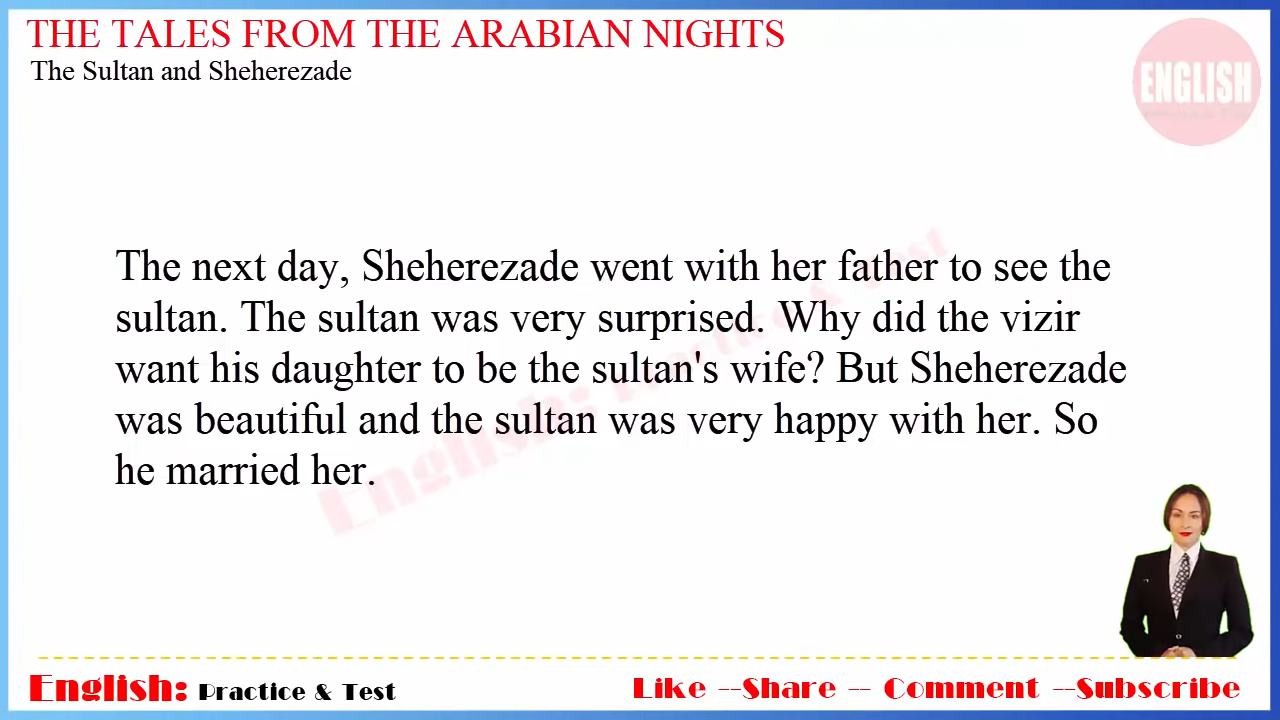 THE TALES FROM THE ARABIAN NIGHTS
The Sultan and Sheherezade
ENGLISH
The next day, Sheherezade went with her father to see the
sultan. The sultan was very surprised. Why did the vizir
want his daughter to be the sultan's wife? But Sheherezade
was beautiful and the sultan was very happy with her. So
he married her.
English: Practice & Test
English: Practice & Test
Like --Share -- Comment --Subscribe